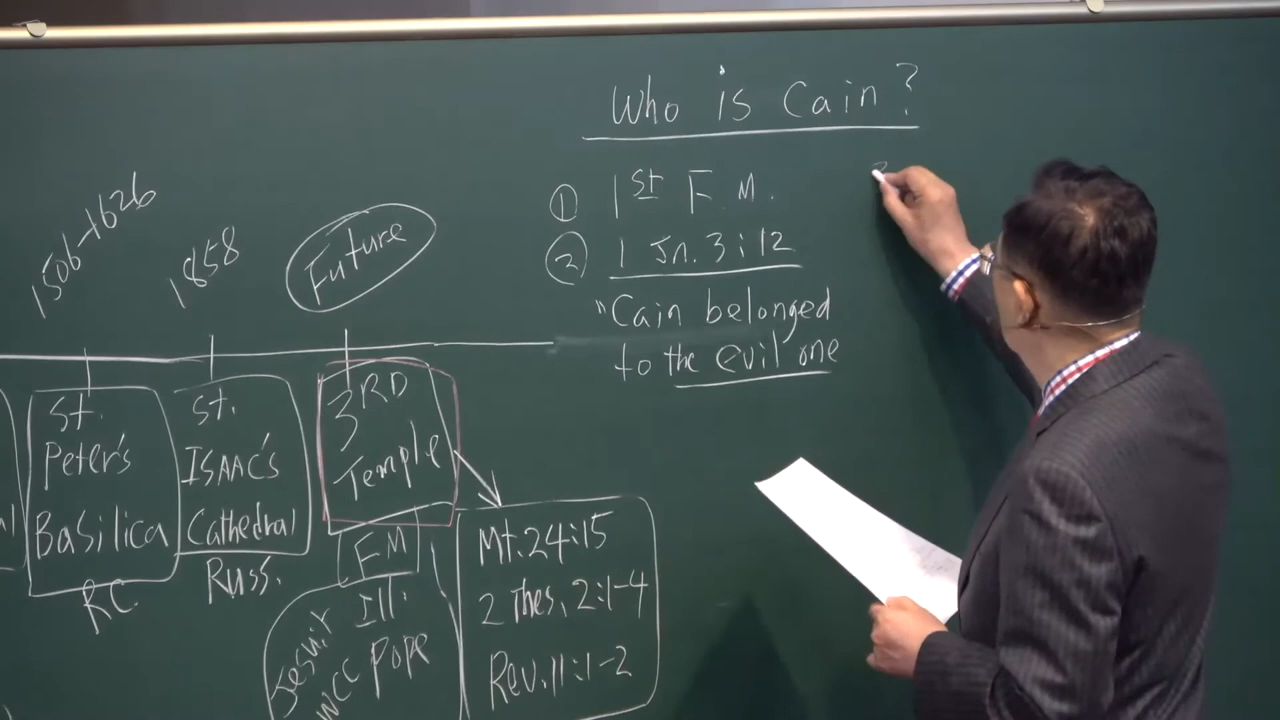 Who is Cain?
① 1st F.M.
② 1 Jn. 3:12
"Cain belonged
to the evil one
1506-1626
1858
Future
St.
Peter's
Basilica
RC.
St.
ISAAC's
Cathedral
Russ.
3RD
Temple
FM
Ill.
Jesuit
Pope
WCC
Mt. 24:15
2 Thes. 2:1-4
Rev. 11:1-2